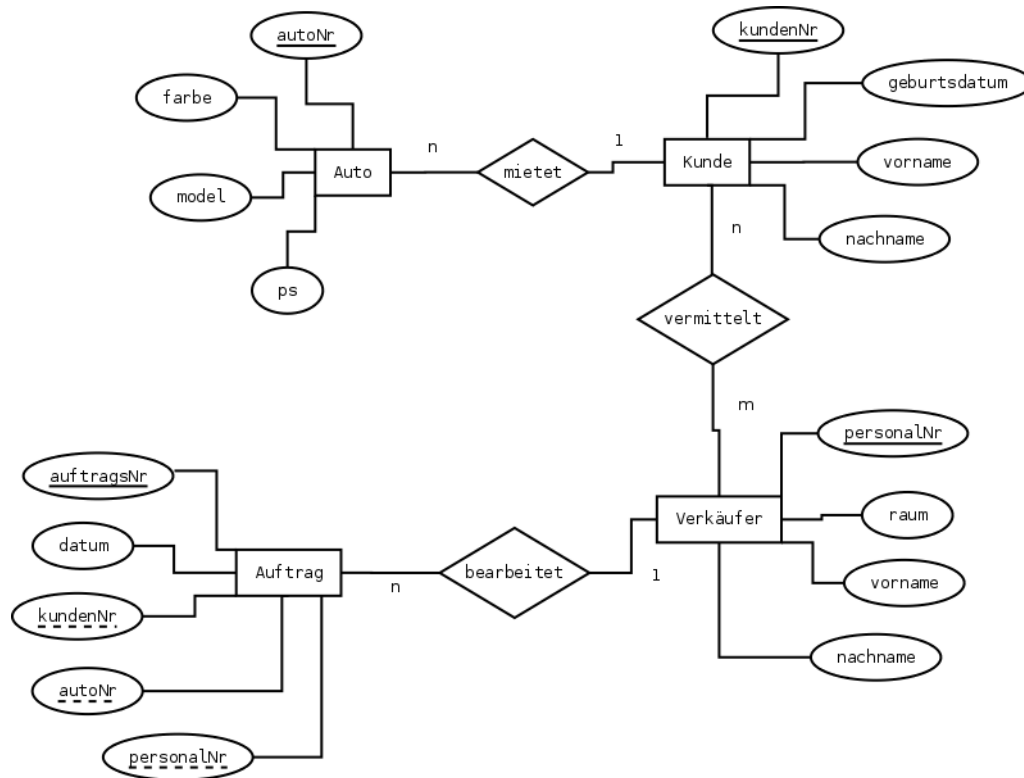 autoNr
kundenNr
farbe
geburtsdatum
n
1
Auto
mietet
Kunde
vorname
model
nachname
n
ps
vermittelt
m
personalNr
auftragsNr
raum
Verkäufer
datum
Auftrag
bearbeitet
n
1
vorname
kundenNr
nachname
autoNr
personalNr